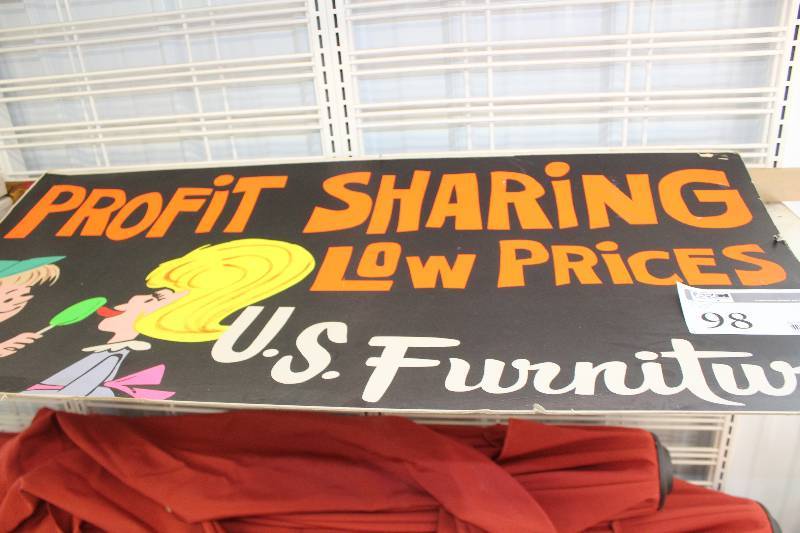 PROFiT SHARiNG
LOW PRiCES
U.S. Furnitu
98